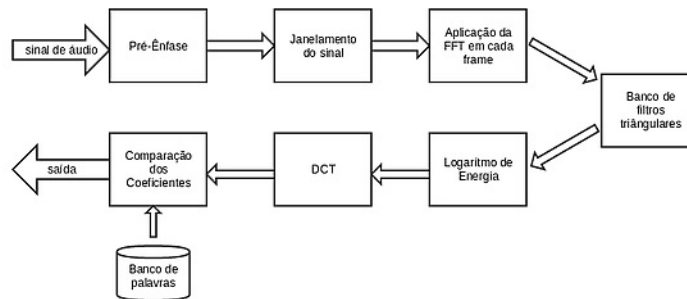 sinal de áudio
Pré-Ênfase
Janelamento
do sinal
Aplicação da
FFT em cada
frame
Banco de
filtros
triângulares
Logarítmo de
Energia
DCT
Comparação
dos
Coeficientes
saída
Banco de
palavras